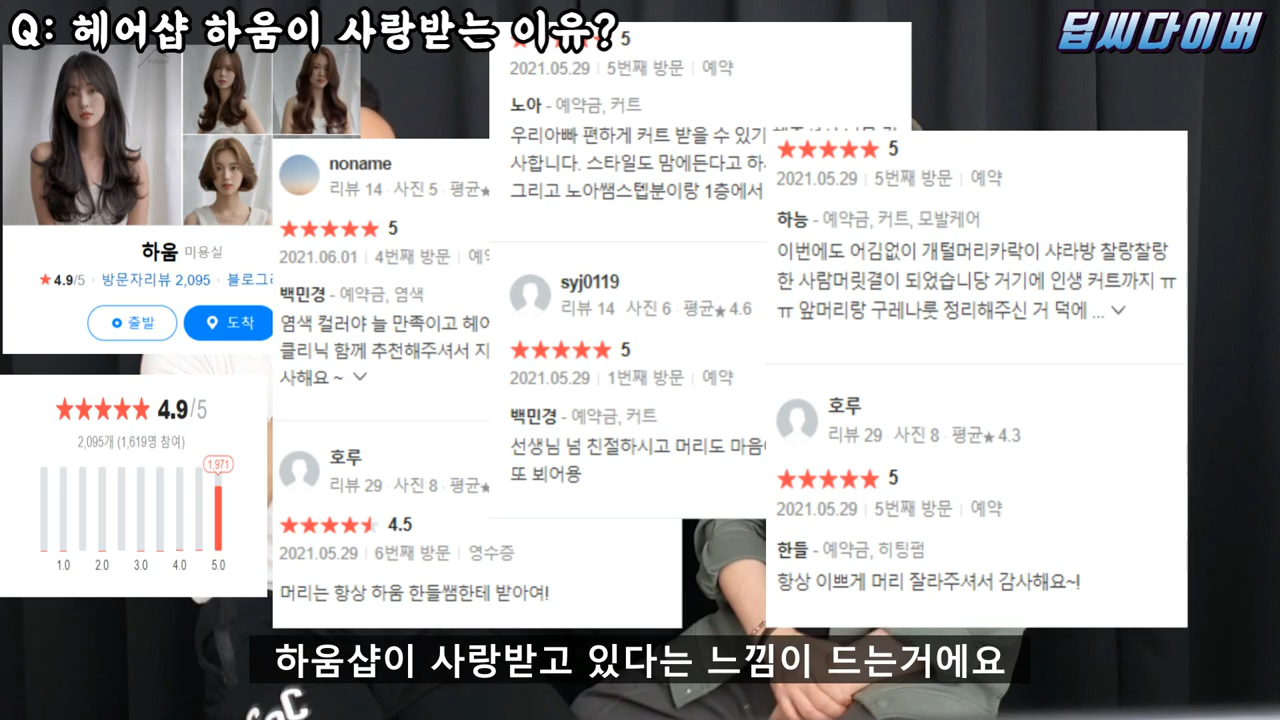 Q: 헤어샵 하움이 사랑받는 이유?
딥씨다이버
하움 미용실
★4.9/5 · 방문자리뷰 2,095 · 블로그
출발
도착
★★★★★ 4.9/5
2,095개 (1,619명 참여)
1,971
1.0 2.0 3.0 4.0 5.0
noname
리뷰 14 사진 5 · 평균★
★★★★★ 5
2021.06.01 | 4번째 방문 |
백민경 - 예약금, 염색
염색 컬러야 늘 만족이고 헤어
클리닉 함께 추천해주셔서
사해요 ~
호루
리뷰 29 · 사진 8 · 평균★
4.5
2021.05.29 | 6번째 방문 | 영수증
머리는 항상 하움 한들쌤한테 받아여!
5
2021.05.29 | 5번째 방문 | 예약
노아 - 예약금, 커트
우리아빠 편하게 커트 받을 수 있게
사합니다. 스타일도 맘에든다고
그리고 노아쌤스텝분이랑 1층에서
syj0119
리뷰 14 사진 6 · 평균★4.6
★★★★★ 5
2021.05.29 | 1번째 방문 | 예약
백민경 - 예약금, 커트
선생님 넘 친절하시고 머리도
또 뵈어용
★★★★★ 5
2021.05.29 | 5번째 방문 | 예약
하능 - 예약금, 커트, 모발케어
이번에도 어김없이 개털머리카락이 샤라방 찰랑찰랑
한 사람머릿결이 되었습니당 거기에 인생 커트까지 ㅠ
ㅠ 앞머리랑 구레나룻 정리해주신 거 덕에 ...
호루
리뷰 29 · 사진 8 · 평균★4.3
★★★★★ 5
2021.05.29 | 5번째 방문 | 예약
한들 - 예약금, 히팅펌
항상 이쁘게 머리 잘라주셔서 감사해요~!
하움샵이 사랑받고 있다는 느낌이 드는거에요